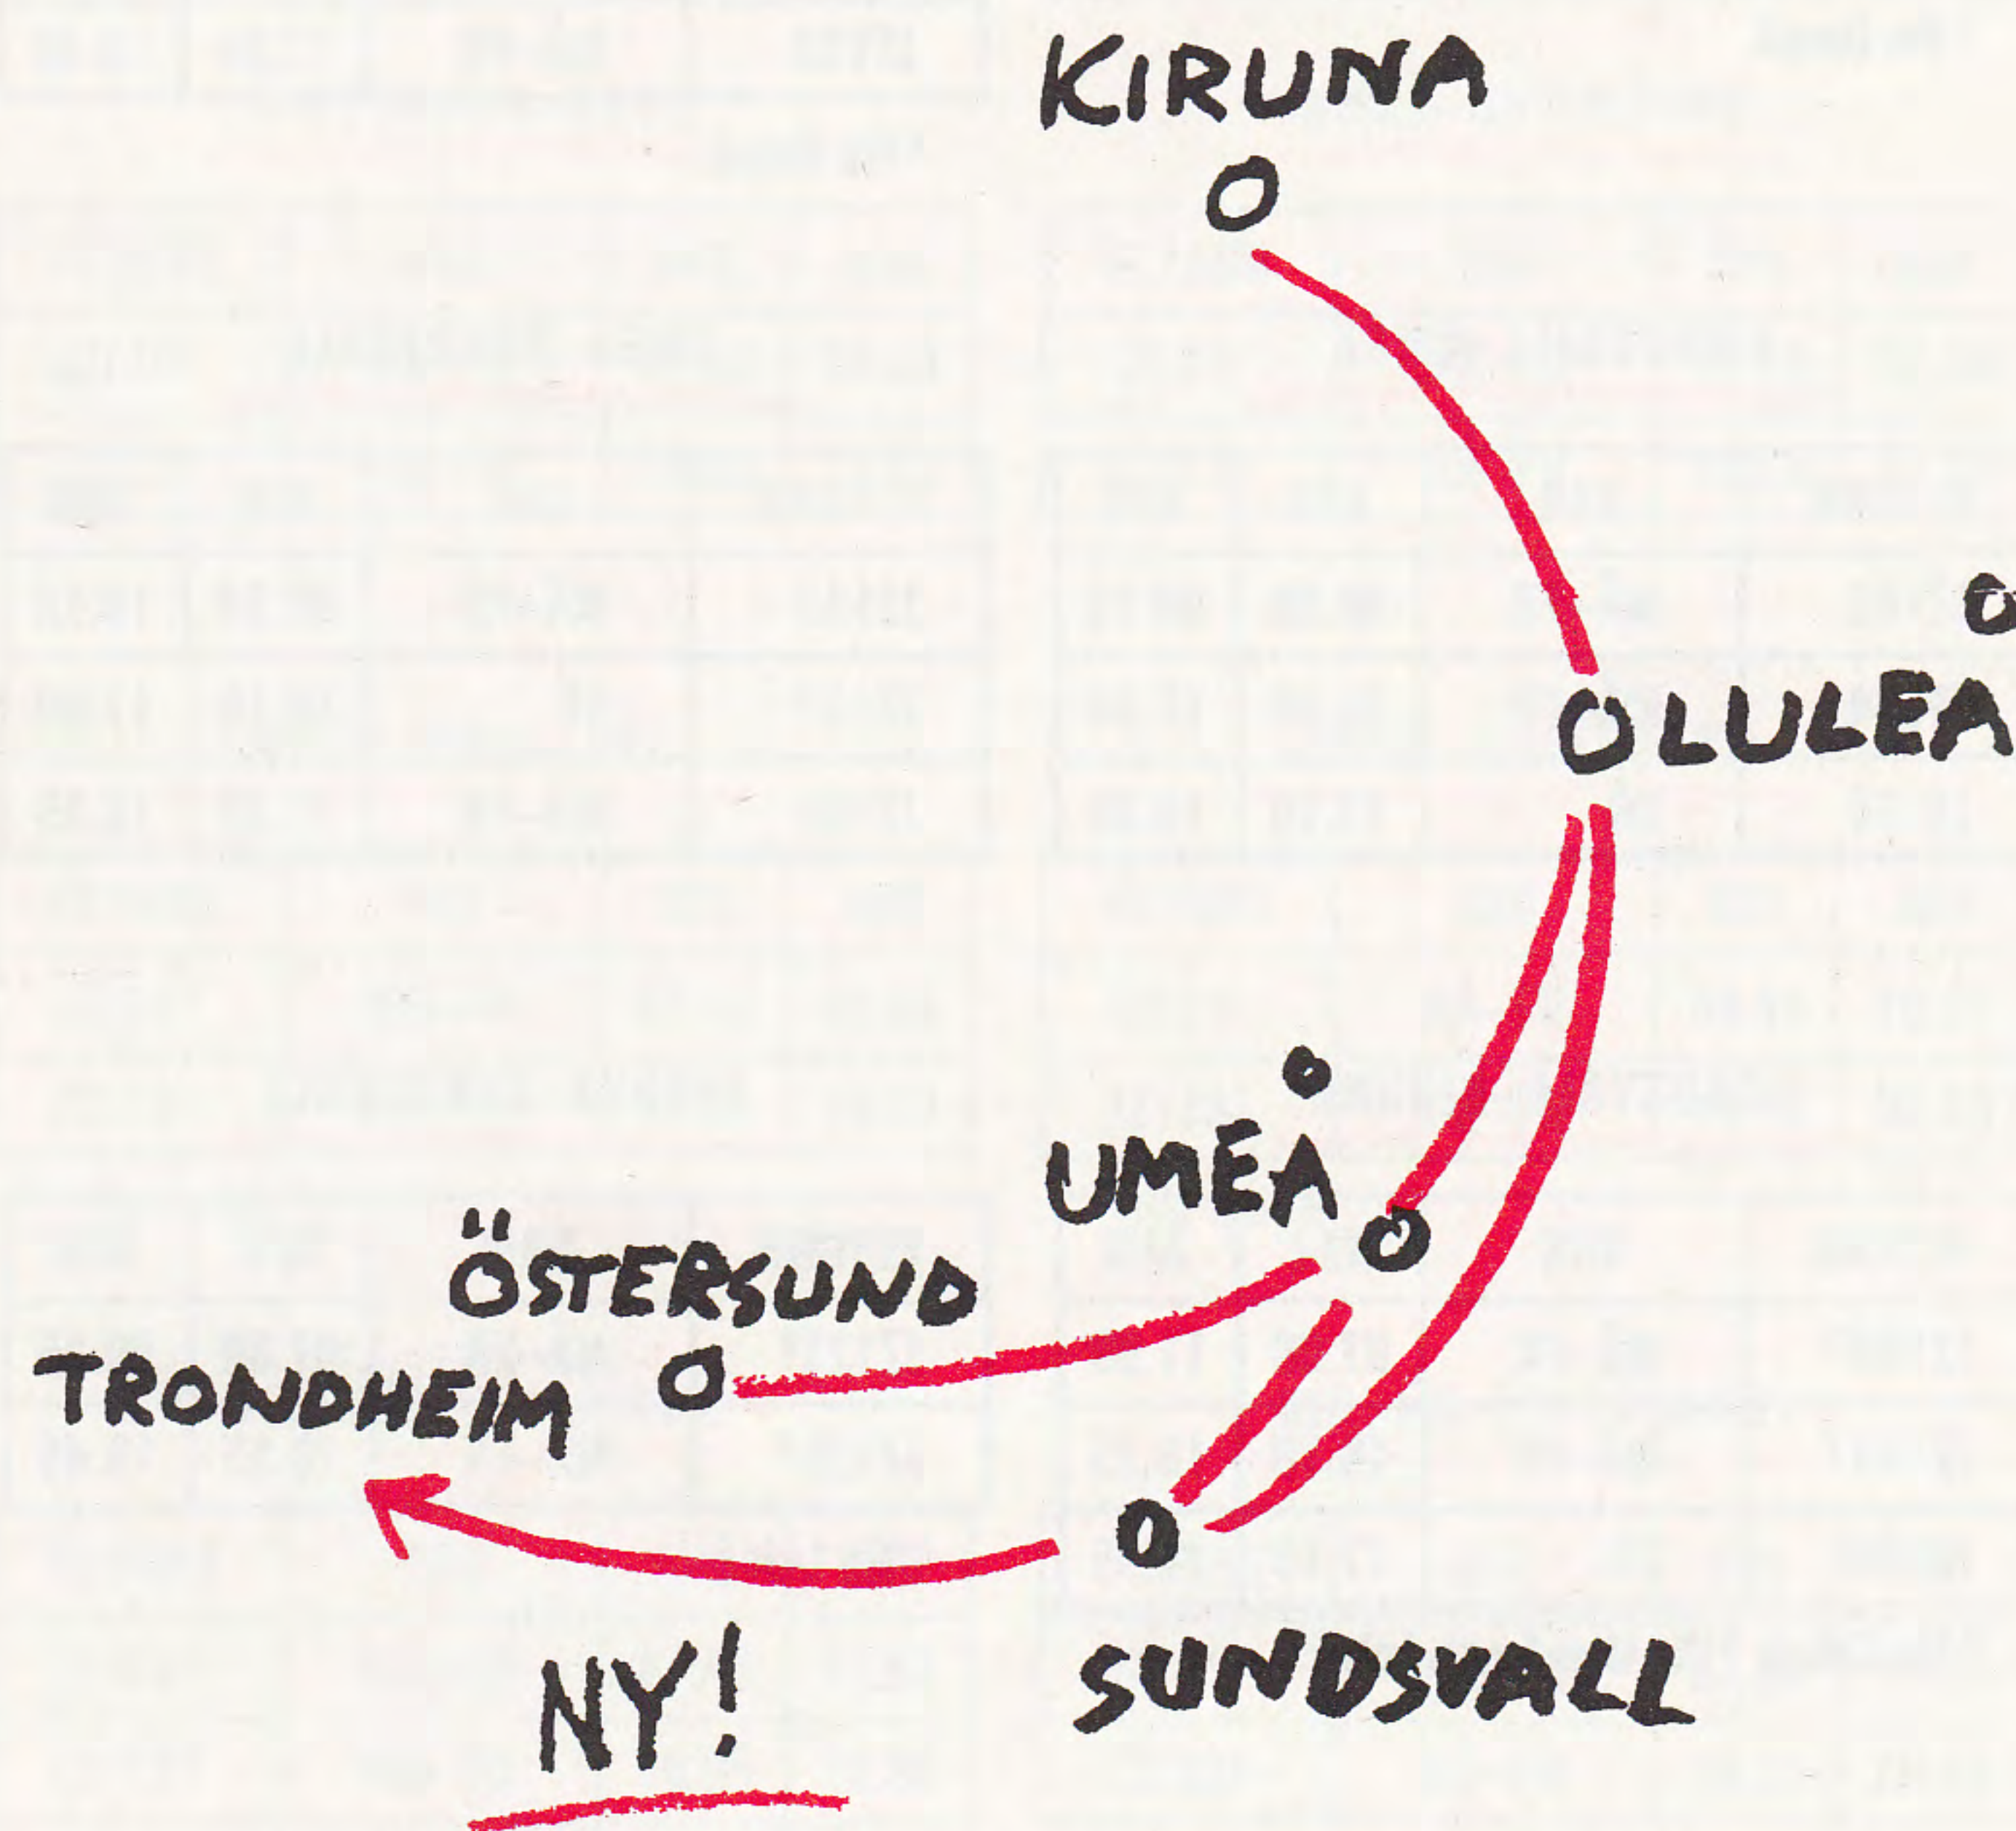 KIRUNA
LULEÅ
UMEÅ
ÖSTERSUND
TRONDHEIM
NY!
SUNDSVALL